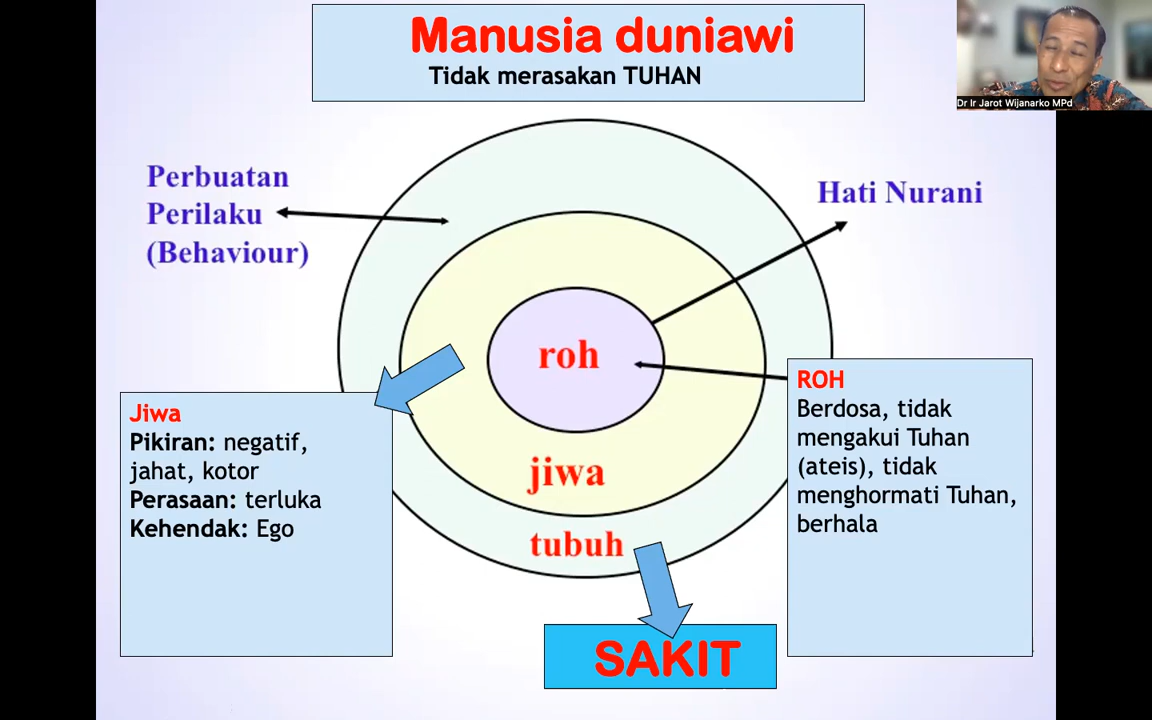 Manusia duniawi
Tidak merasakan TUHAN
Dr Ir Jarot Wijanarko MPd
Perbuatan
Perilaku
(Behaviour)
Hati Nurani
roh
jiwa
tubuh
Jiwa
Pikiran: negatif,
jahat, kotor
Perasaan: terluka
Kehendak: Ego
ROH
Berdosa, tidak
mengakui Tuhan
(ateis), tidak
menghormati Tuhan,
berhala
SAKIT